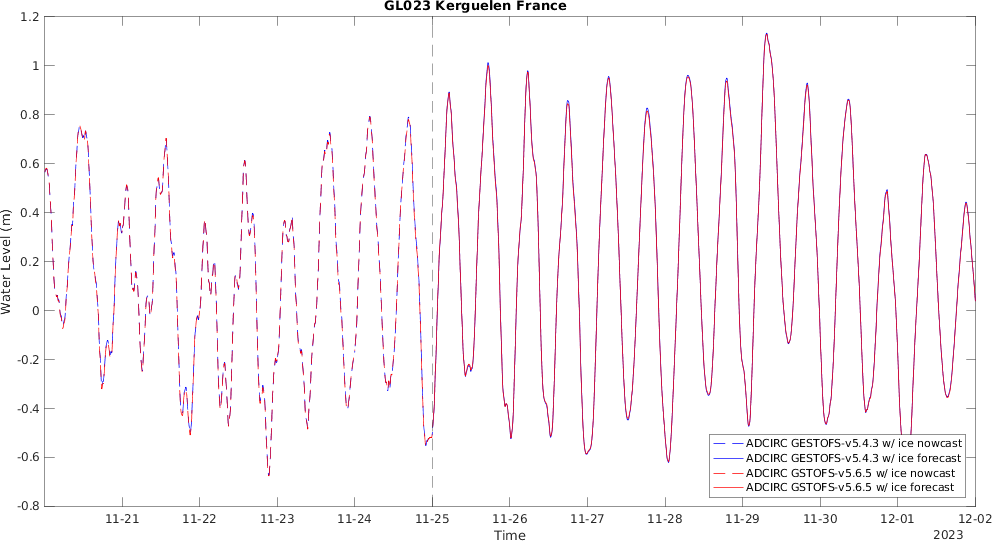 GL023 Kerguelen France
1.2
1
0.8
0.6
0.4
0.2
0
-0.2
-0.4
-0.6
-0.8
Water Level (m)
ADCIRC GESTOFS-v5.4.3 w/ ice nowcast
ADCIRC GESTOFS-v5.4.3 w/ ice forecast
ADCIRC GSTOFS-v5.6.5 w/ ice nowcast
ADCIRC GSTOFS-v5.6.5 w/ ice forecast
11-21 11-22 11-23 11-24 11-25 11-26 11-27 11-28 11-29 11-30 12-01 12-02
Time
2023